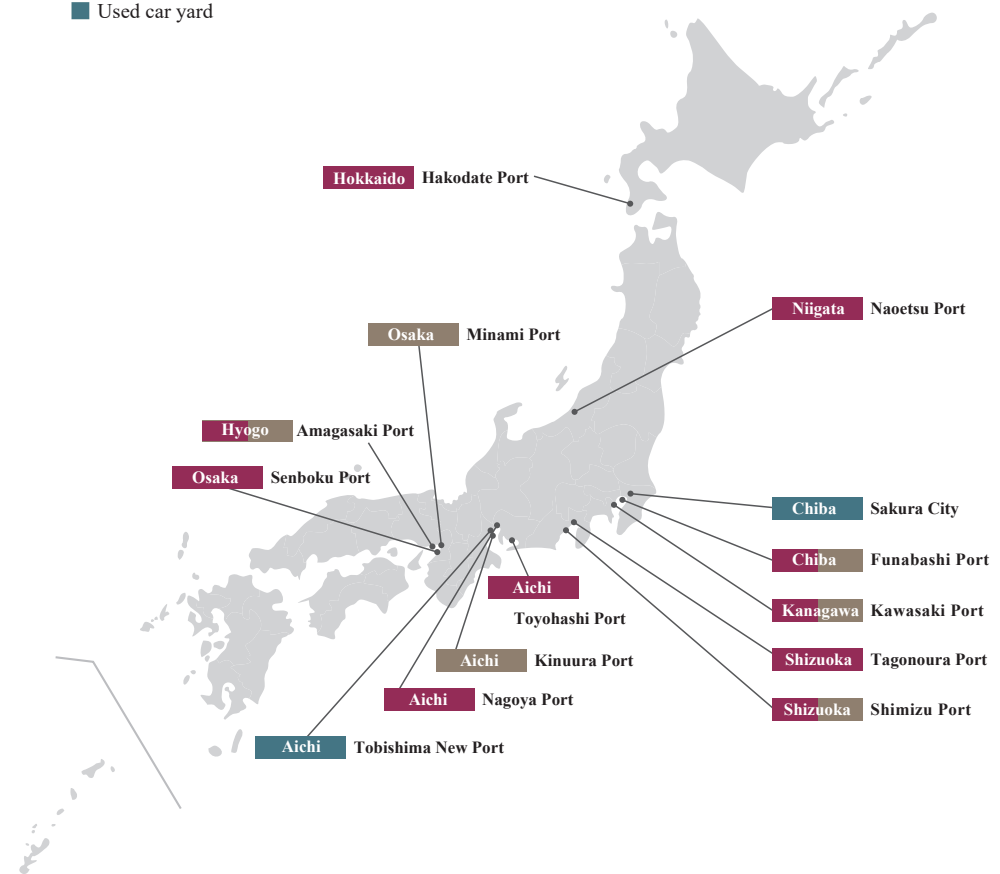 Used car yard
Hokkaido Hakodate Port
Niigata Naoetsu Port
Osaka Minami Port
Hyogo Amagasaki Port
Osaka Senboku Port
Chiba Sakura City
Chiba Funabashi Port
Aichi
Toyohashi Port
Kanagawa Kawasaki Port
Aichi Kinuura Port
Shizuoka Tagonoura Port
Aichi Nagoya Port
Shizuoka Shimizu Port
Aichi Tobishima New Port